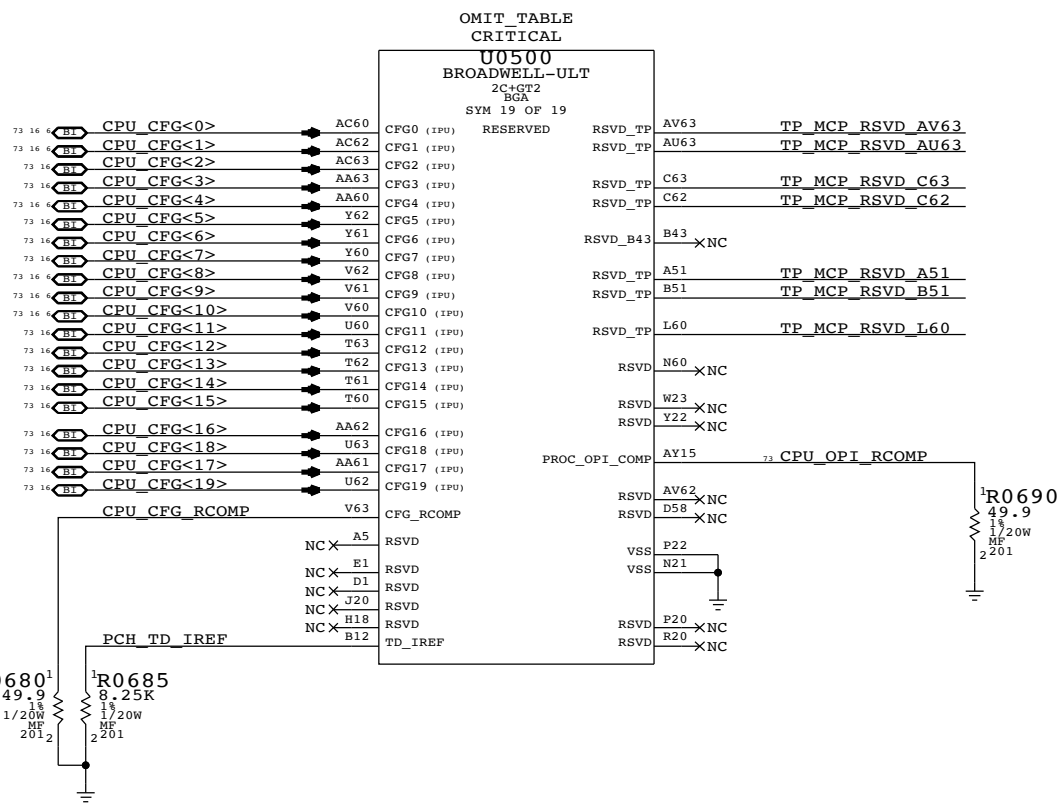 OMIT_TABLE
CRITICAL
U0500
BROADWELL-ULT
2C+GT2
BGA
SYM 19 OF 19
RESERVED
73 16 6 BI CPU_CFG<0> AC60 CFG0 (IPU) RSVD_TP AV63 TP_MCP_RSVD_AV63
73 16 6 BI CPU_CFG<1> AC62 CFG1 (IPU) RSVD_TP AU63 TP_MCP_RSVD_AU63
73 16 BI CPU_CFG<2> AC63 CFG2 (IPU)
73 16 6 BI CPU_CFG<3> AA63 CFG3 (IPU) RSVD_TP C63 TP_MCP_RSVD_C63
73 16 6 BI CPU_CFG<4> AA60 CFG4 (IPU) RSVD_TP C62 TP_MCP_RSVD_C62
73 16 BI CPU_CFG<5> Y62 CFG5 (IPU)
73 16 BI CPU_CFG<6> Y61 CFG6 (IPU) RSVD_B43 B43 NC
73 16 BI CPU_CFG<7> Y60 CFG7 (IPU)
73 16 6 BI CPU_CFG<8> V62 CFG8 (IPU) RSVD_TP A51 TP_MCP_RSVD_A51
73 16 6 BI CPU_CFG<9> V61 CFG9 (IPU) RSVD_TP B51 TP_MCP_RSVD_B51
73 16 6 BI CPU_CFG<10> V60 CFG10 (IPU)
73 16 BI CPU_CFG<11> U60 CFG11 (IPU) RSVD_TP L60 TP_MCP_RSVD_L60
73 16 BI CPU_CFG<12> T63 CFG12 (IPU)
73 16 BI CPU_CFG<13> T62 CFG13 (IPU) RSVD N60 NC
73 16 BI CPU_CFG<14> T61 CFG14 (IPU)
73 16 BI CPU_CFG<15> T60 CFG15 (IPU) RSVD W23 NC
RSVD Y22 NC
73 16 BI CPU_CFG<16> AA62 CFG16 (IPU)
73 16 BI CPU_CFG<18> U63 CFG18 (IPU)
73 16 BI CPU_CFG<17> AA61 CFG17 (IPU) PROC_OPI_COMP AY15 73 CPU_OPI_RCOMP
73 16 BI CPU_CFG<19> U62 CFG19 (IPU)
RSVD AV62 NC
CPU_CFG_RCOMP V63 CFG_RCOMP RSVD D58 NC
1 R0690
49.9
1%
1/20W
MF
2 201
NC A5 RSVD
VSS P22
NC E1 RSVD VSS N21
NC D1 RSVD
NC J20 RSVD
NC H18 RSVD RSVD P20 NC
PCH_TD_IREF B12 TD_IREF RSVD R20 NC
0680 1
49.9
1%
1/20W
MF
201 2
1 R0685
8.25K
1%
1/20W
MF
2 201